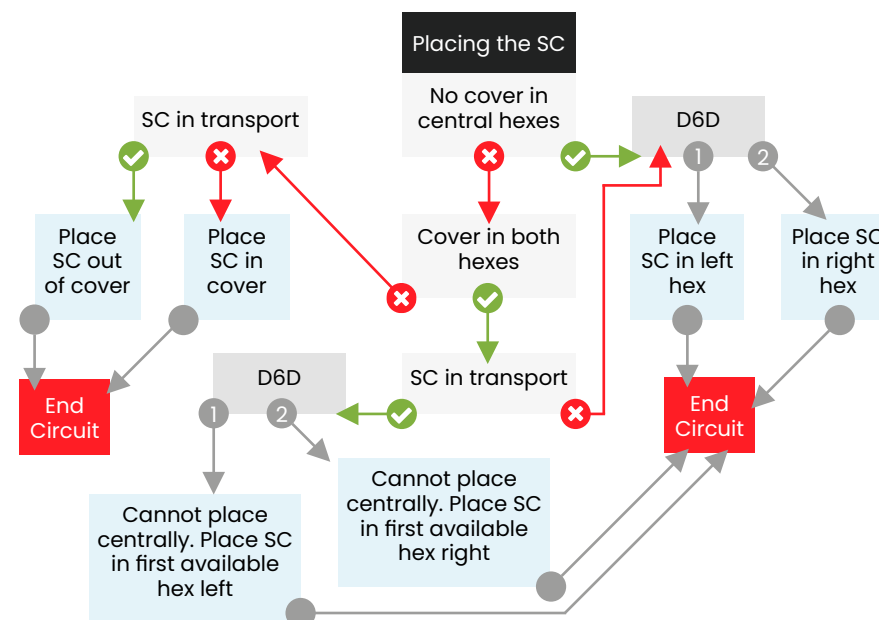 Placing the SC
No cover in
central hexes
SC in transport
D6D
1
2
Place
SC out
of cover
Place
SC in
cover
Cover in both
hexes
Place
SC in left
hex
Place SC
in right
hex
End
Circuit
D6D
1
2
SC in transport
End
Circuit
Cannot place
centrally. Place SC
in first available
hex left
Cannot place
centrally. Place SC
in first available
hex right